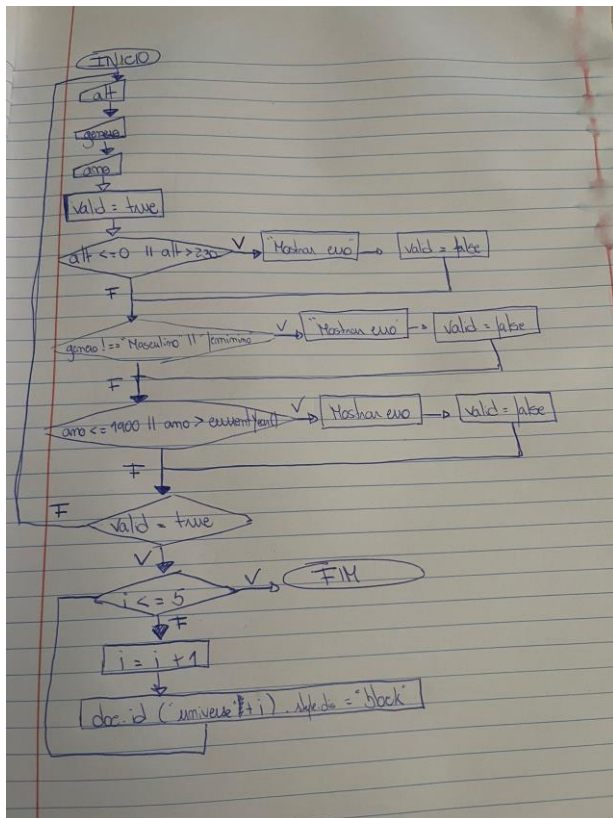 INICIO
alt
genero
ano
valid = true
alt <=0 || alt > 230 V "Mostrar erro" valid = false
F
genero !== "Masculino || "feminino V "Mostrar erro" valid = false
F
ano <= 1900 || ano > currentYear() V Mostrar erro valid = false
F
F valid = true
V
i <= 5 V FIM
F
i = i + 1
doc.id ("universe" + i). = "block"